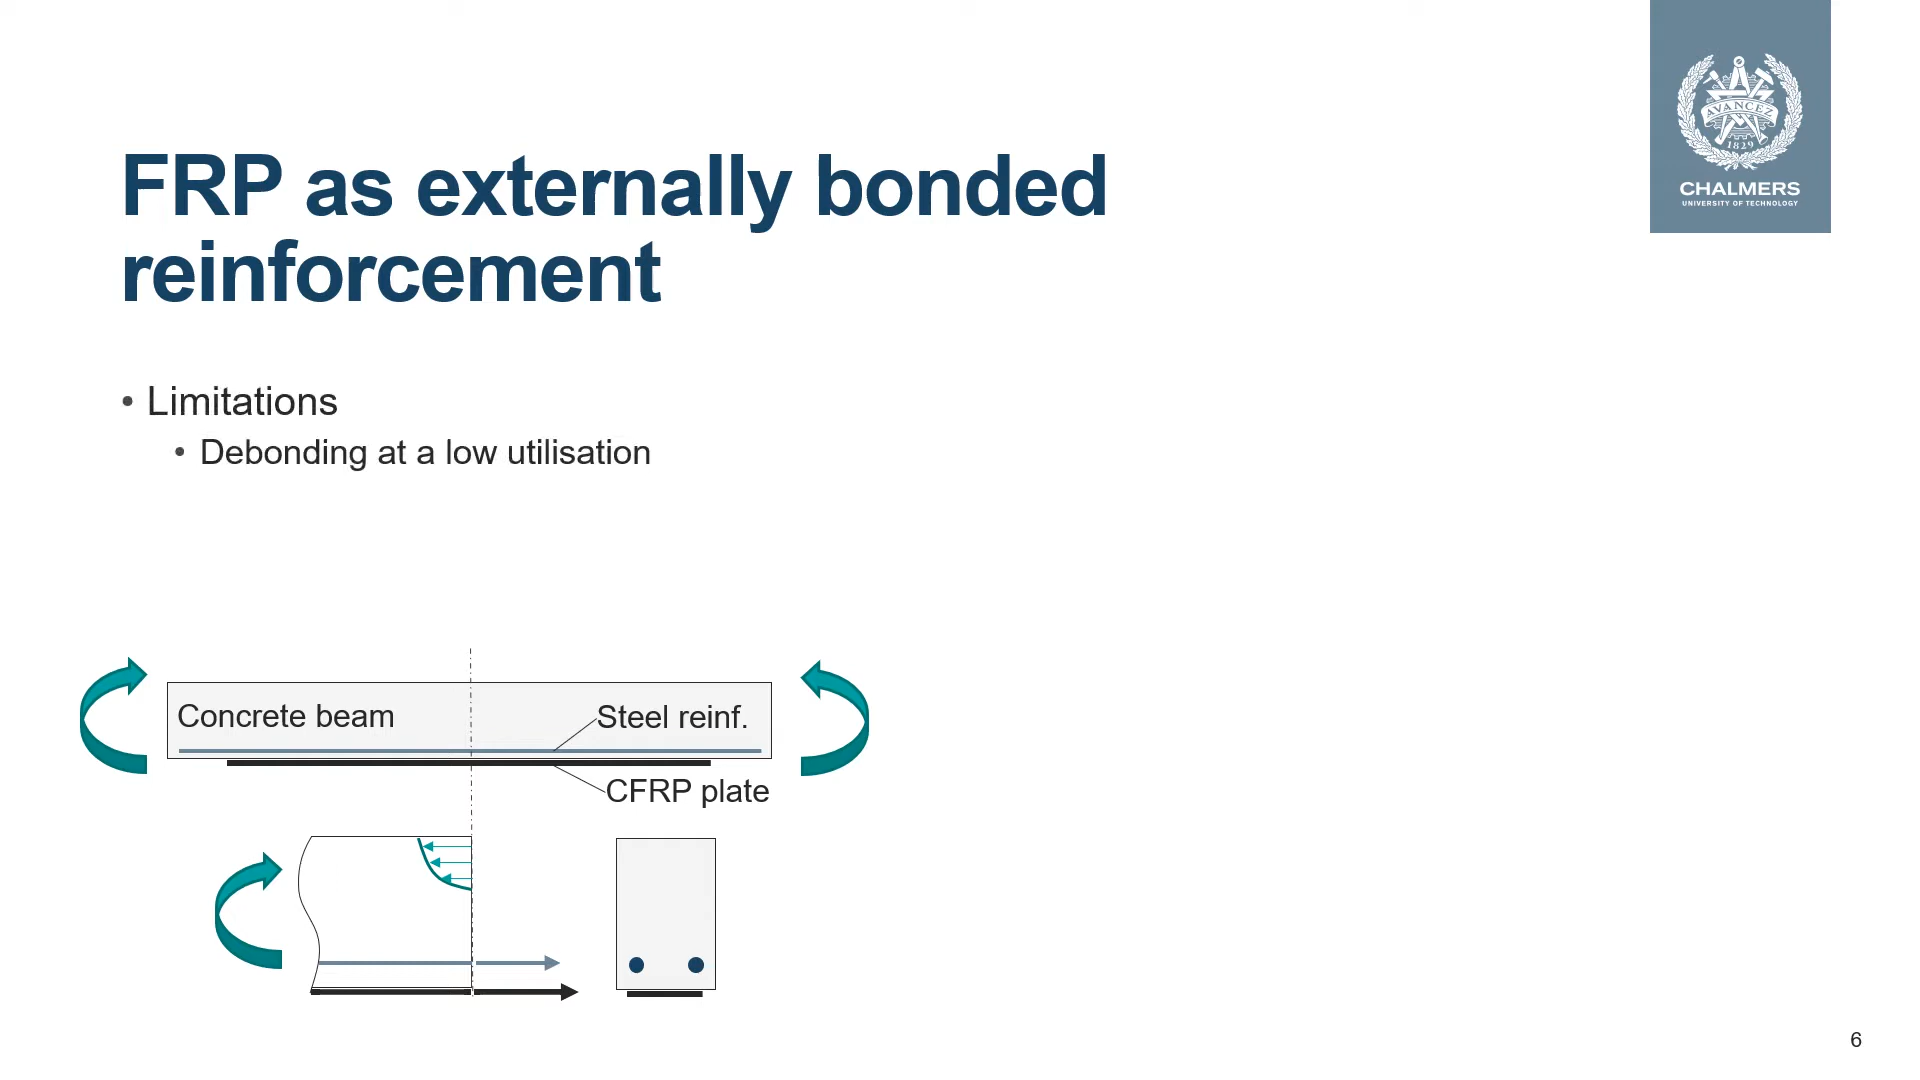 AVANCEZ
1829
CHALMERS
UNIVERSITY OF TECHNOLOGY
FRP as externally bonded
reinforcement
• Limitations
• Debonding at a low utilisation
Concrete beam
Steel reinf.
CFRP plate
6